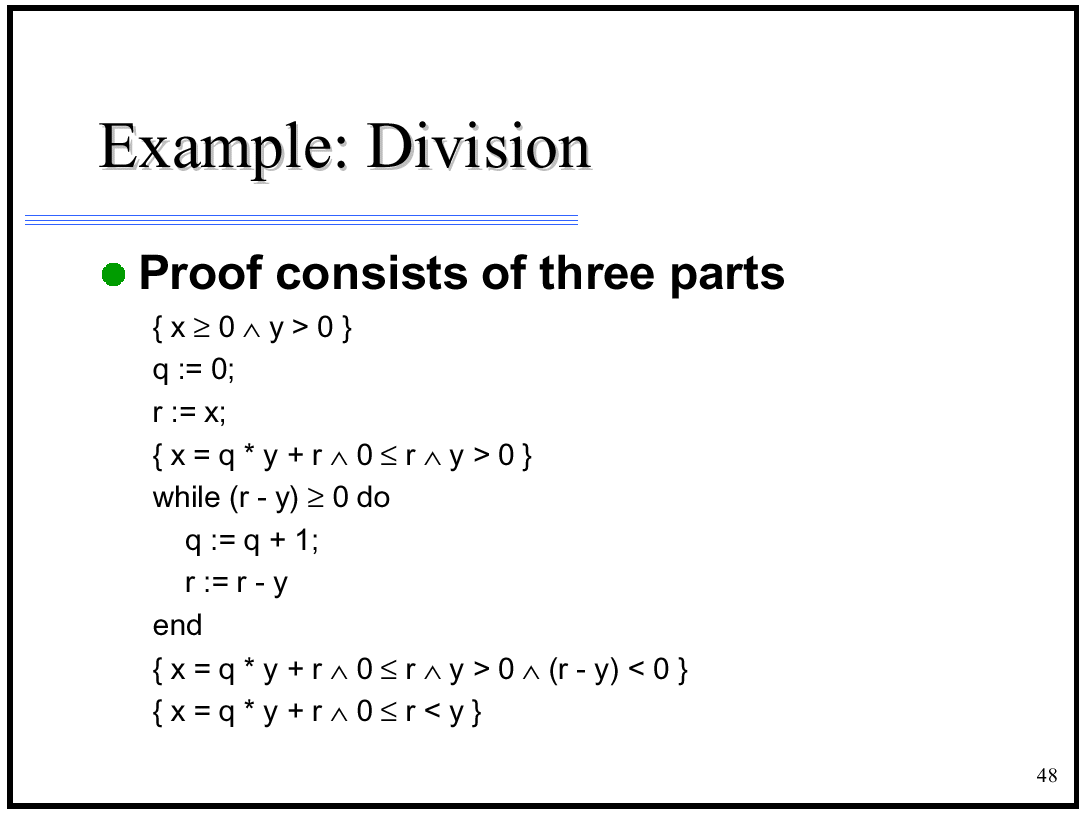 Example: Division
Proof consists of three parts
{ x ≥ 0 ∧ y > 0 }
q := 0;
r := x;
{ x = q * y + r ∧ 0 ≤ r ∧ y > 0 }
while (r - y) ≥ 0 do
q := q + 1;
r := r - y
end
{ x = q * y + r ∧ 0 ≤ r ∧ y > 0 ∧ (r - y) < 0 }
{ x = q * y + r ∧ 0 ≤ r < y }
48